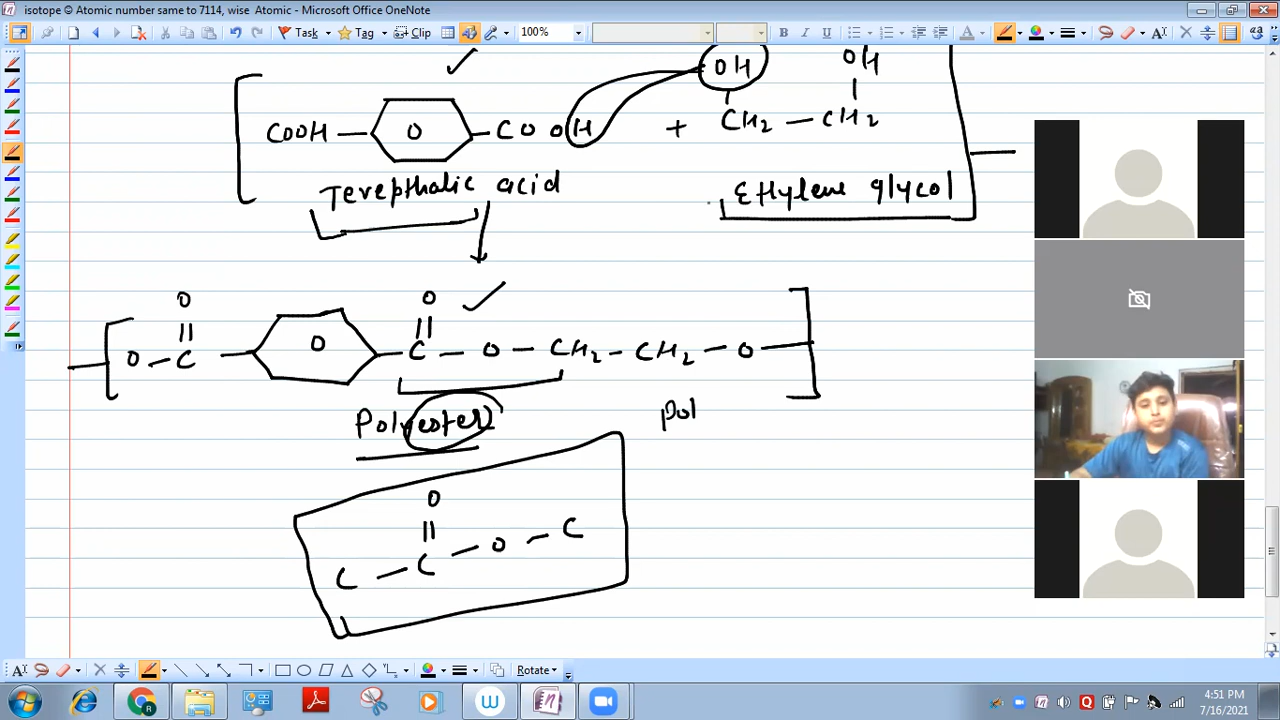 isotope © Atomic number same to 7114, wise  Atomic - Microsoft Office OneNote
Task
Tag
Clip
100%
B I U
OH OH
COOH — O — C O O H + CH2 — CH2
Terepthalic acid
Ethylene glycol
O O
O — C — O — C — O — CH2 — CH2 — O
Polyester
pol
O
C — C — O — C
Rotate
W
4:51 PM
7/16/2021